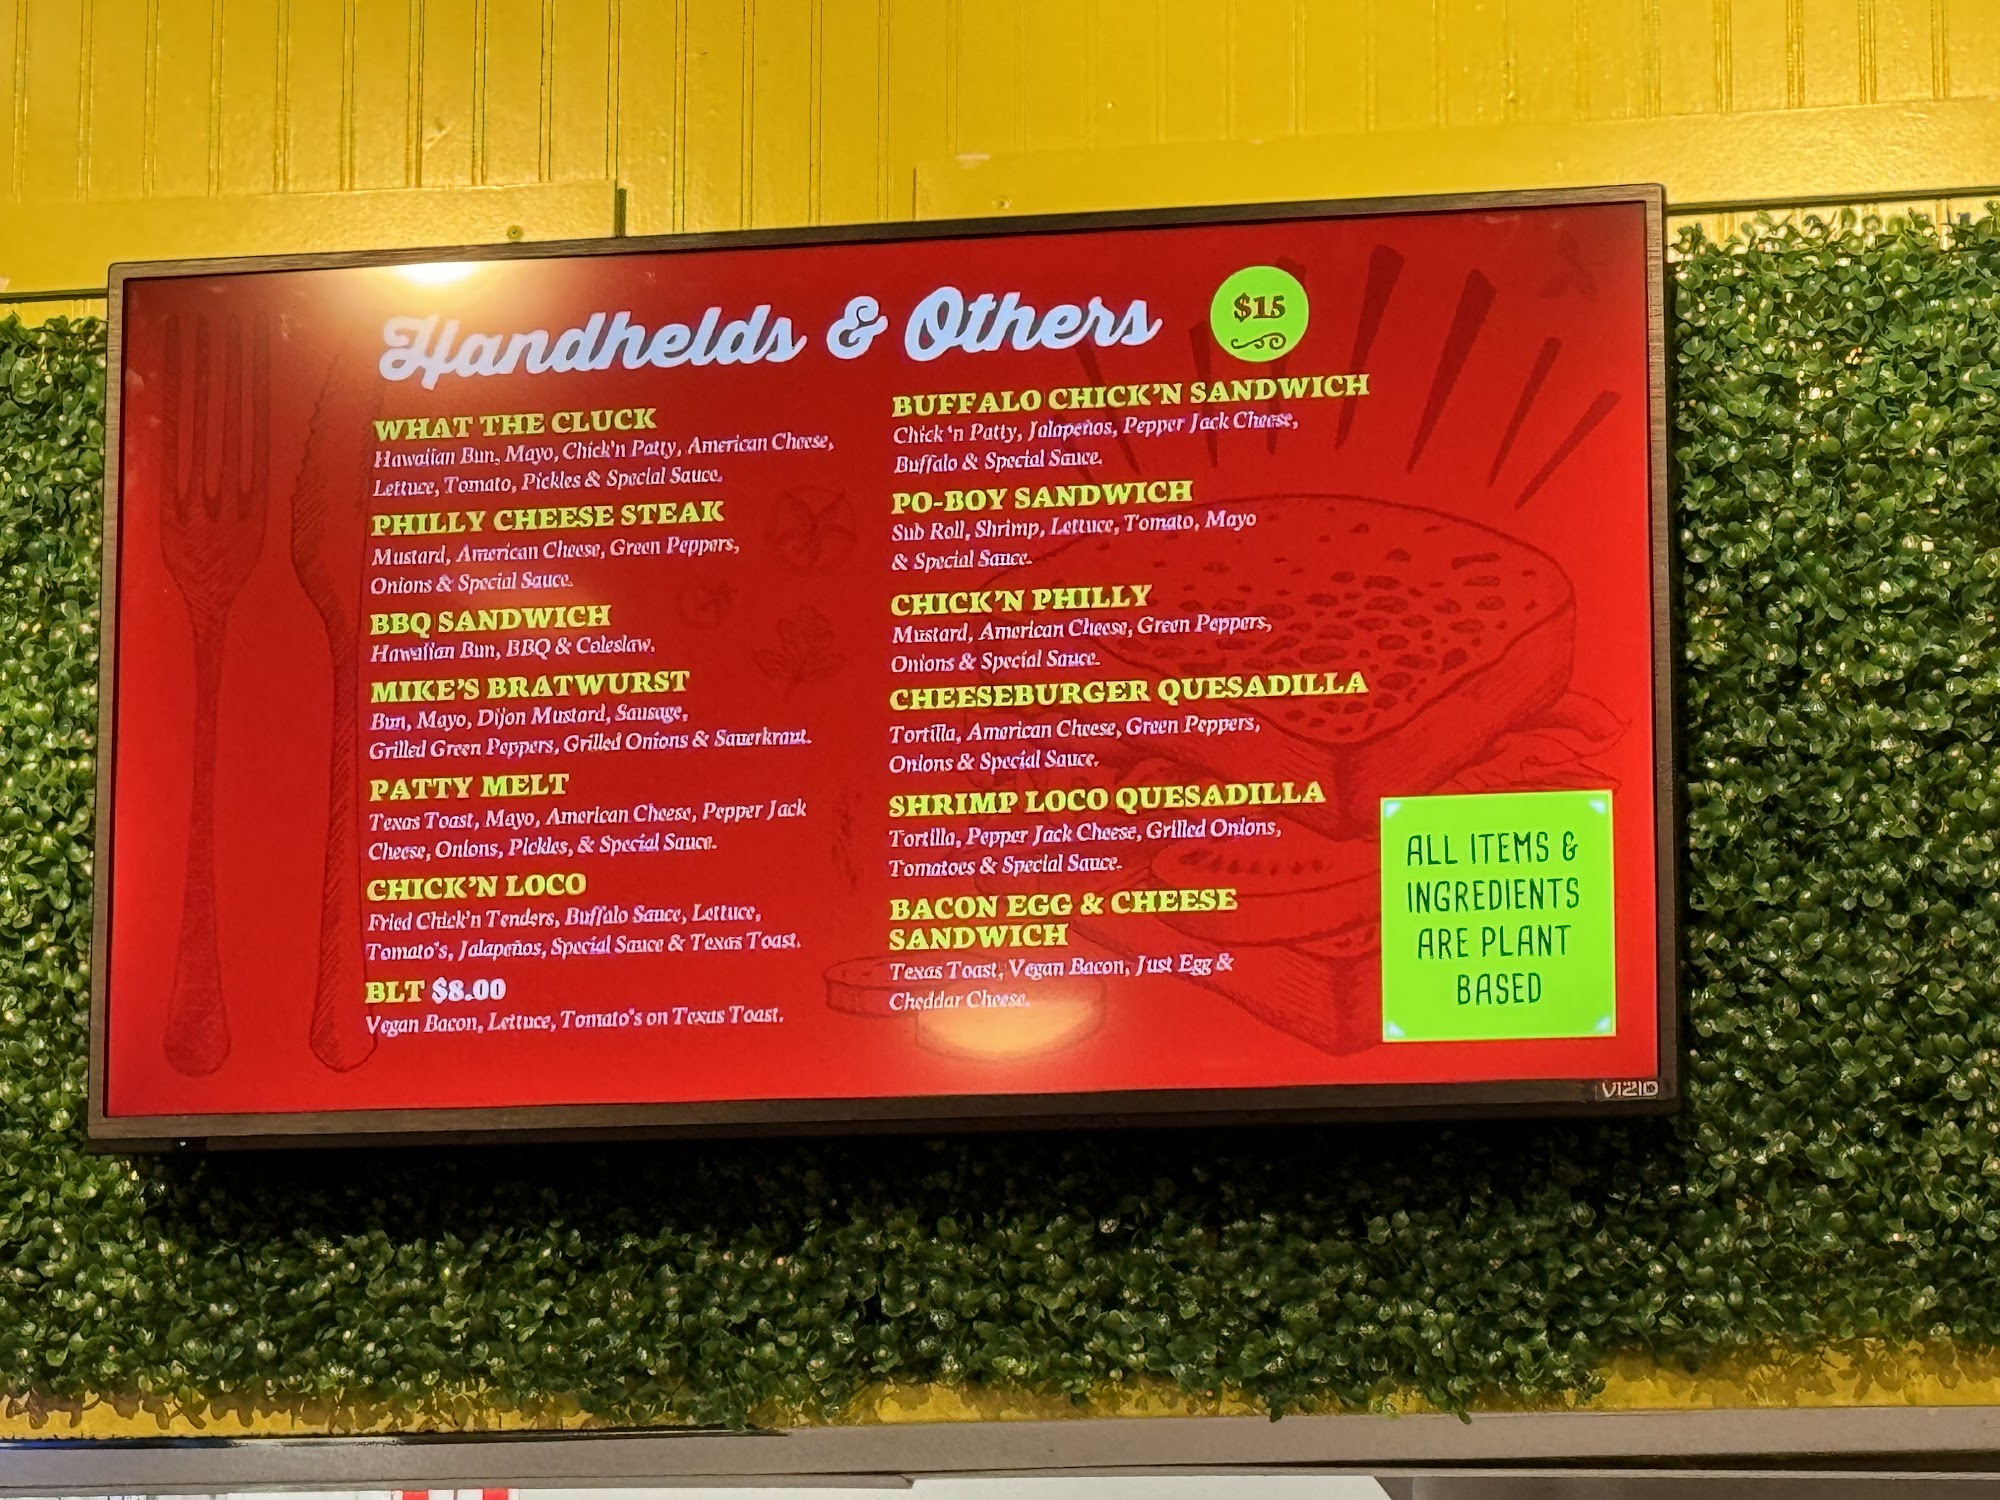 Handhelds & Others
$15
WHAT THE CLUCK
Hawaiian Bun, Mayo, Chick'n Patty, American Cheese,
Lettuce, Tomato, Pickles & Special Sauce.
PHILLY CHEESE STEAK
Mustard, American Cheese, Green Peppers,
Onions & Special Sauce.
BBQ SANDWICH
Hawaiian Bun, BBQ & Coleslaw.
MIKE'S BRATWURST
Bun, Mayo, Dijon Mustard, Sausage,
Grilled Green Peppers, Grilled Onions & Sauerkraut.
PATTY MELT
Texas Toast, Mayo, American Cheese, Pepper Jack
Cheese, Onions, Pickles, & Special Sauce.
CHICK'N LOCO
Fried Chick'n Tenders, Buffalo Sauce, Lettuce,
Tomato's, Jalapeños, Special Sauce & Texas Toast.
BLT $8.00
Vegan Bacon, Lettuce, Tomato's on Texas Toast.
BUFFALO CHICK'N SANDWICH
Chick'n Patty, Jalapeños, Pepper Jack Cheese,
Buffalo & Special Sauce.
PO-BOY SANDWICH
Sub Roll, Shrimp, Lettuce, Tomato, Mayo
& Special Sauce.
CHICK'N PHILLY
Mustard, American Cheese, Green Peppers,
Onions & Special Sauce.
CHEESEBURGER QUESADILLA
Tortilla, American Cheese, Green Peppers,
Onions & Special Sauce.
SHRIMP LOCO QUESADILLA
Tortilla, Pepper Jack Cheese, Grilled Onions,
Tomatoes & Special Sauce.
BACON EGG & CHEESE
SANDWICH
Texas Toast, Vegan Bacon, Just Egg &
Cheddar Cheese.
ALL ITEMS &
INGREDIENTS
ARE PLANT
BASED
VIZIO